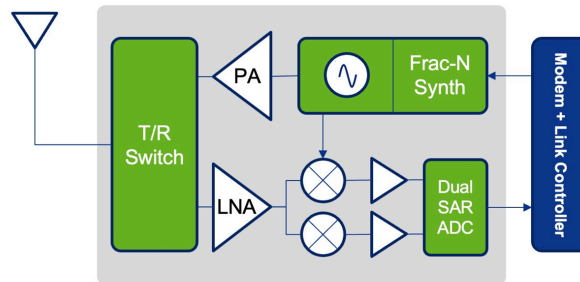 PA
Frac-N
Synth
T/R
Switch
LNA
Dual
SAR
ADC
Modem + Link Controller